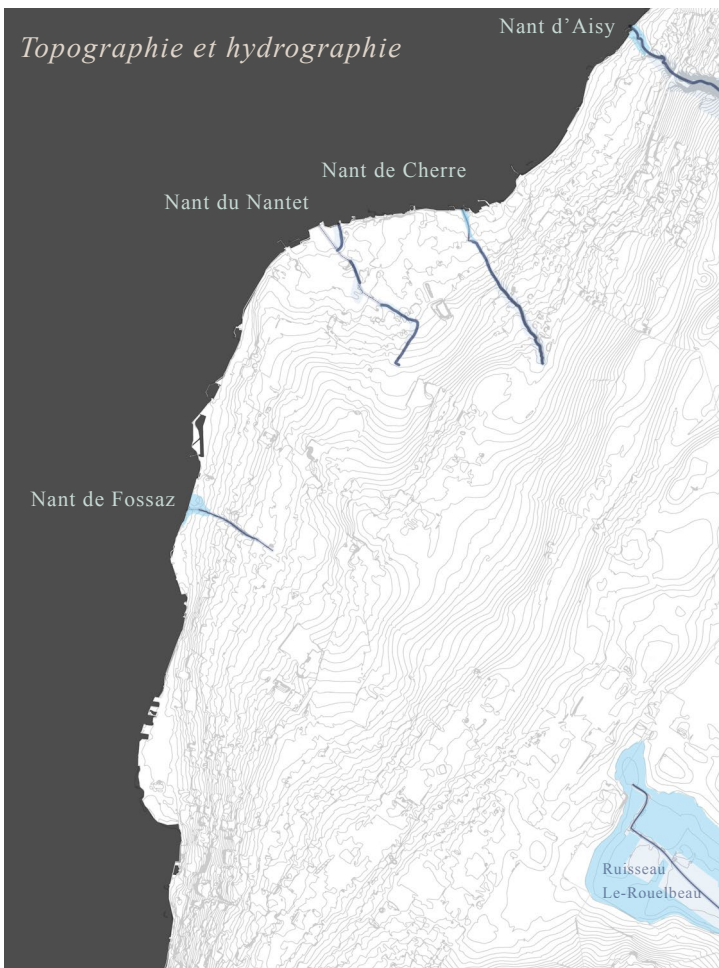 Nant d’Aisy
Topographie et hydrographie
Nant de Cherre
Nant du Nantet
Nant de Fossaz
Ruisseau
Le-Rouelbeau